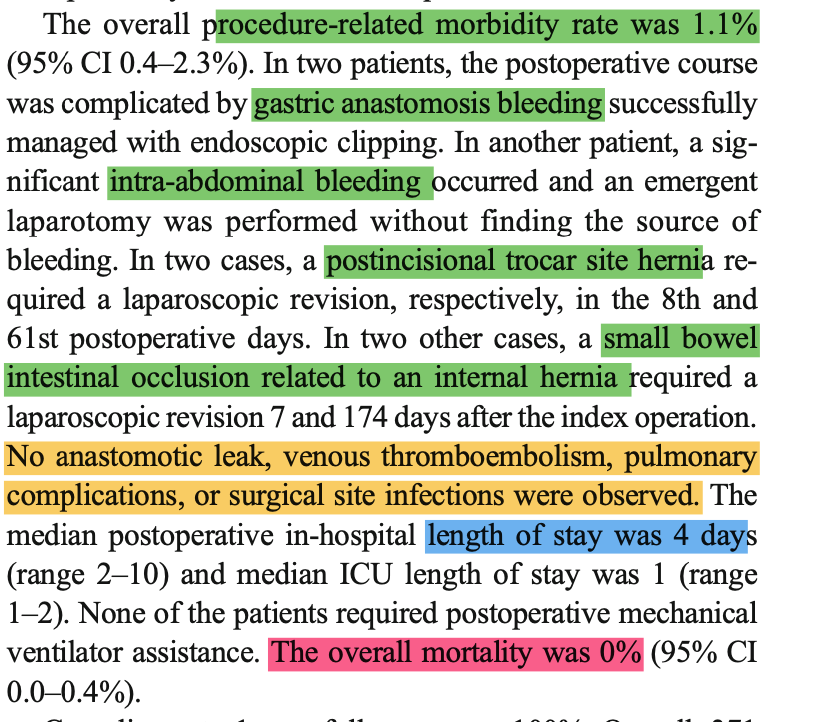 The overall procedure-related morbidity rate was 1.1%
(95% CI 0.4–2.3%). In two patients, the postoperative course
was complicated by gastric anastomosis bleeding successfully
managed with endoscopic clipping. In another patient, a sig-
nificant intra-abdominal bleeding occurred and an emergent
laparotomy was performed without finding the source of
bleeding. In two cases, a postincisional trocar site hernia re-
quired a laparoscopic revision, respectively, in the 8th and
61st postoperative days. In two other cases, a small bowel
intestinal occlusion related to an internal hernia required a
laparoscopic revision 7 and 174 days after the index operation.
No anastomotic leak, venous thromboembolism, pulmonary
complications, or surgical site infections were observed. The
median postoperative in-hospital length of stay was 4 days
(range 2–10) and median ICU length of stay was 1 (range
1–2). None of the patients required postoperative mechanical
ventilator assistance. The overall mortality was 0% (95% CI
0.0–0.4%).